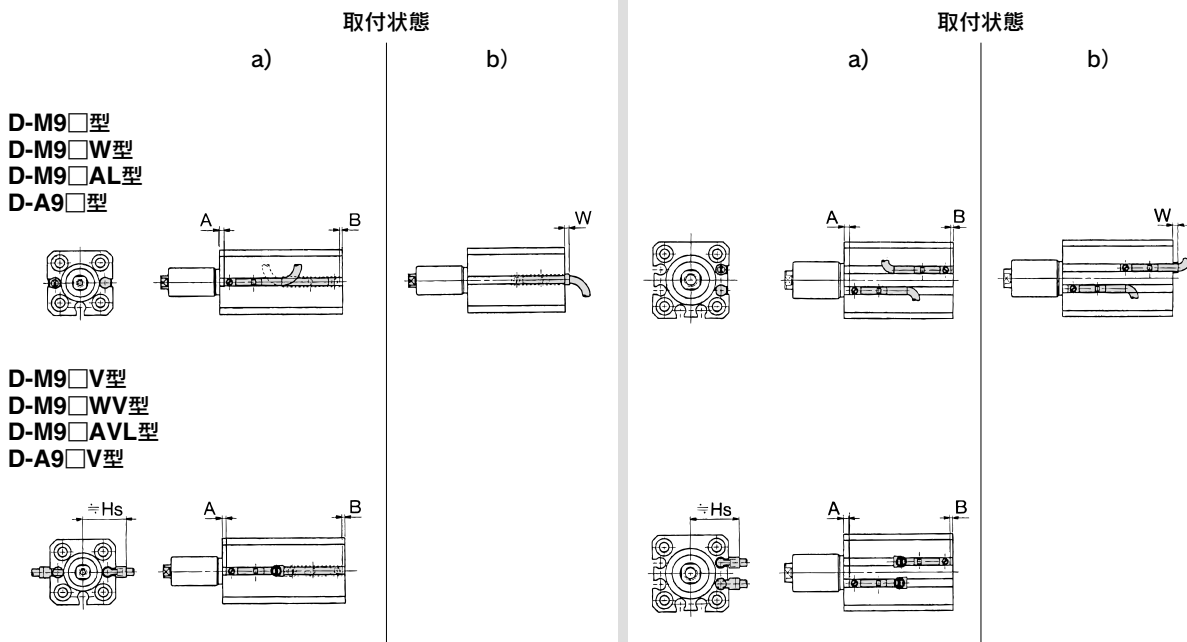 取付状態
a)
b)
D-M9□型
D-M9□W型
D-M9□AL型
D-A9□型
A
B
W
D-M9□V型
D-M9□WV型
D-M9□AVL型
D-A9□V型
≒Hs
A
B
取付状態
a)
b)
A
B
W
≒Hs
A
B